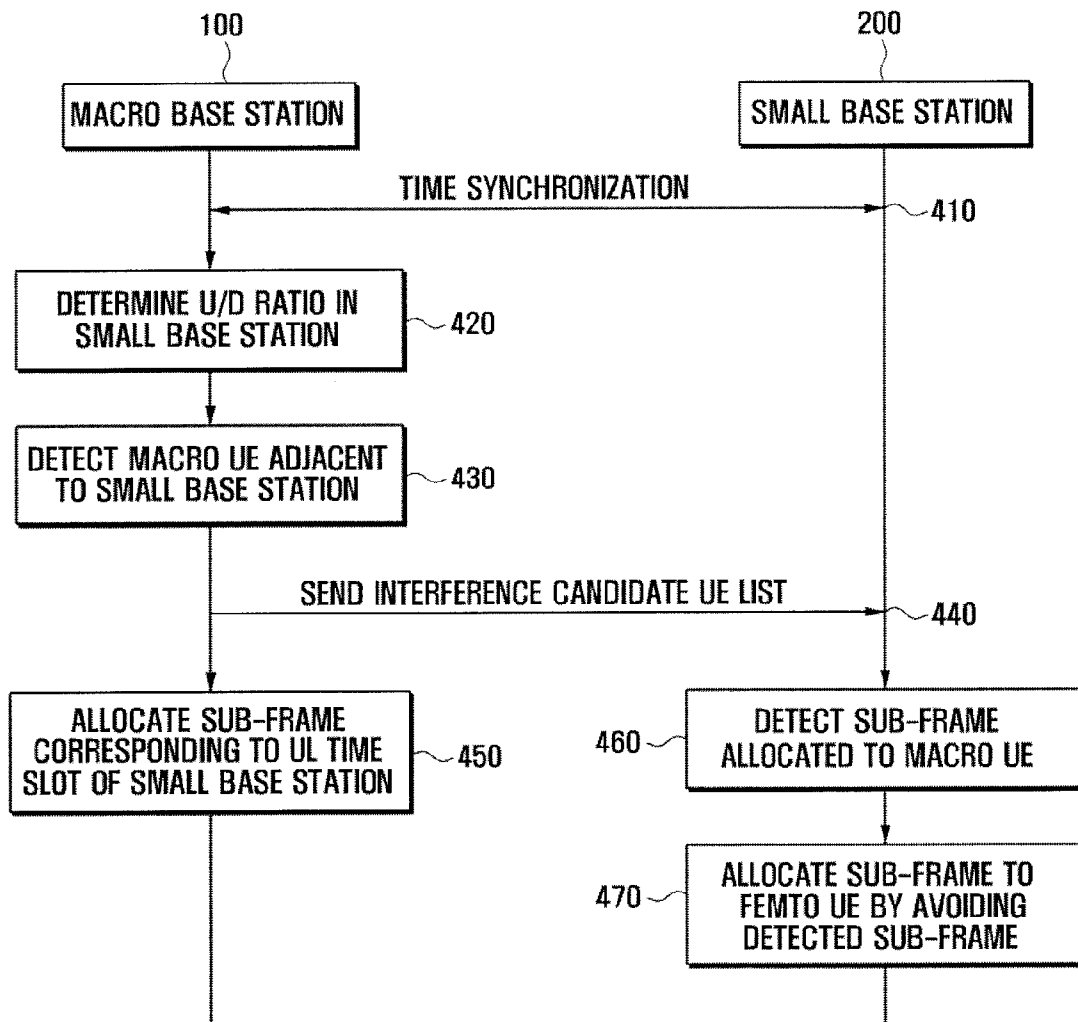 100
200
MACRO BASE STATION
SMALL BASE STATION
TIME SYNCHRONIZATION
410
DETERMINE U/D RATIO IN
SMALL BASE STATION
420
DETECT MACRO UE ADJACENT
TO SMALL BASE STATION
430
SEND INTERFERENCE CANDIDATE UE LIST
440
ALLOCATE SUB-FRAME
CORRESPONDING TO UL TIME
SLOT OF SMALL BASE STATION
450
460
DETECT SUB-FRAME
ALLOCATED TO MACRO UE
470
ALLOCATE SUB-FRAME TO
FEMTO UE BY AVOIDING
DETECTED SUB-FRAME